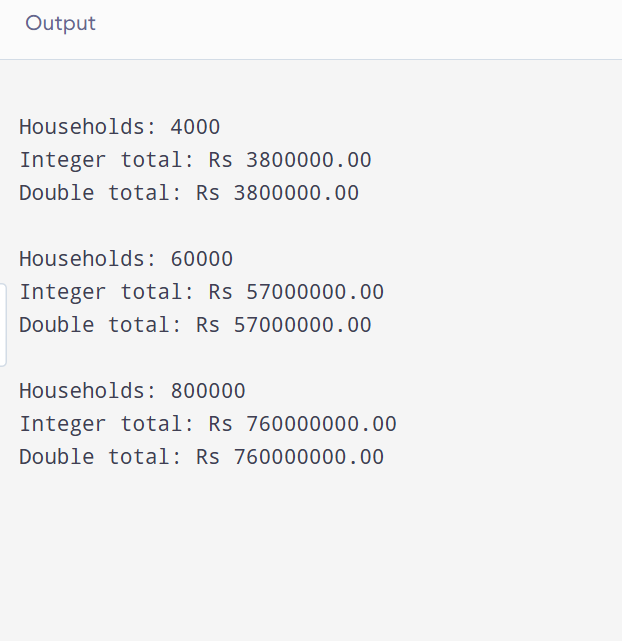 Output
Households: 4000
Integer total: Rs 3800000.00
Double total: Rs 3800000.00
Households: 60000
Integer total: Rs 57000000.00
Double total: Rs 57000000.00
Households: 800000
Integer total: Rs 760000000.00
Double total: Rs 760000000.00